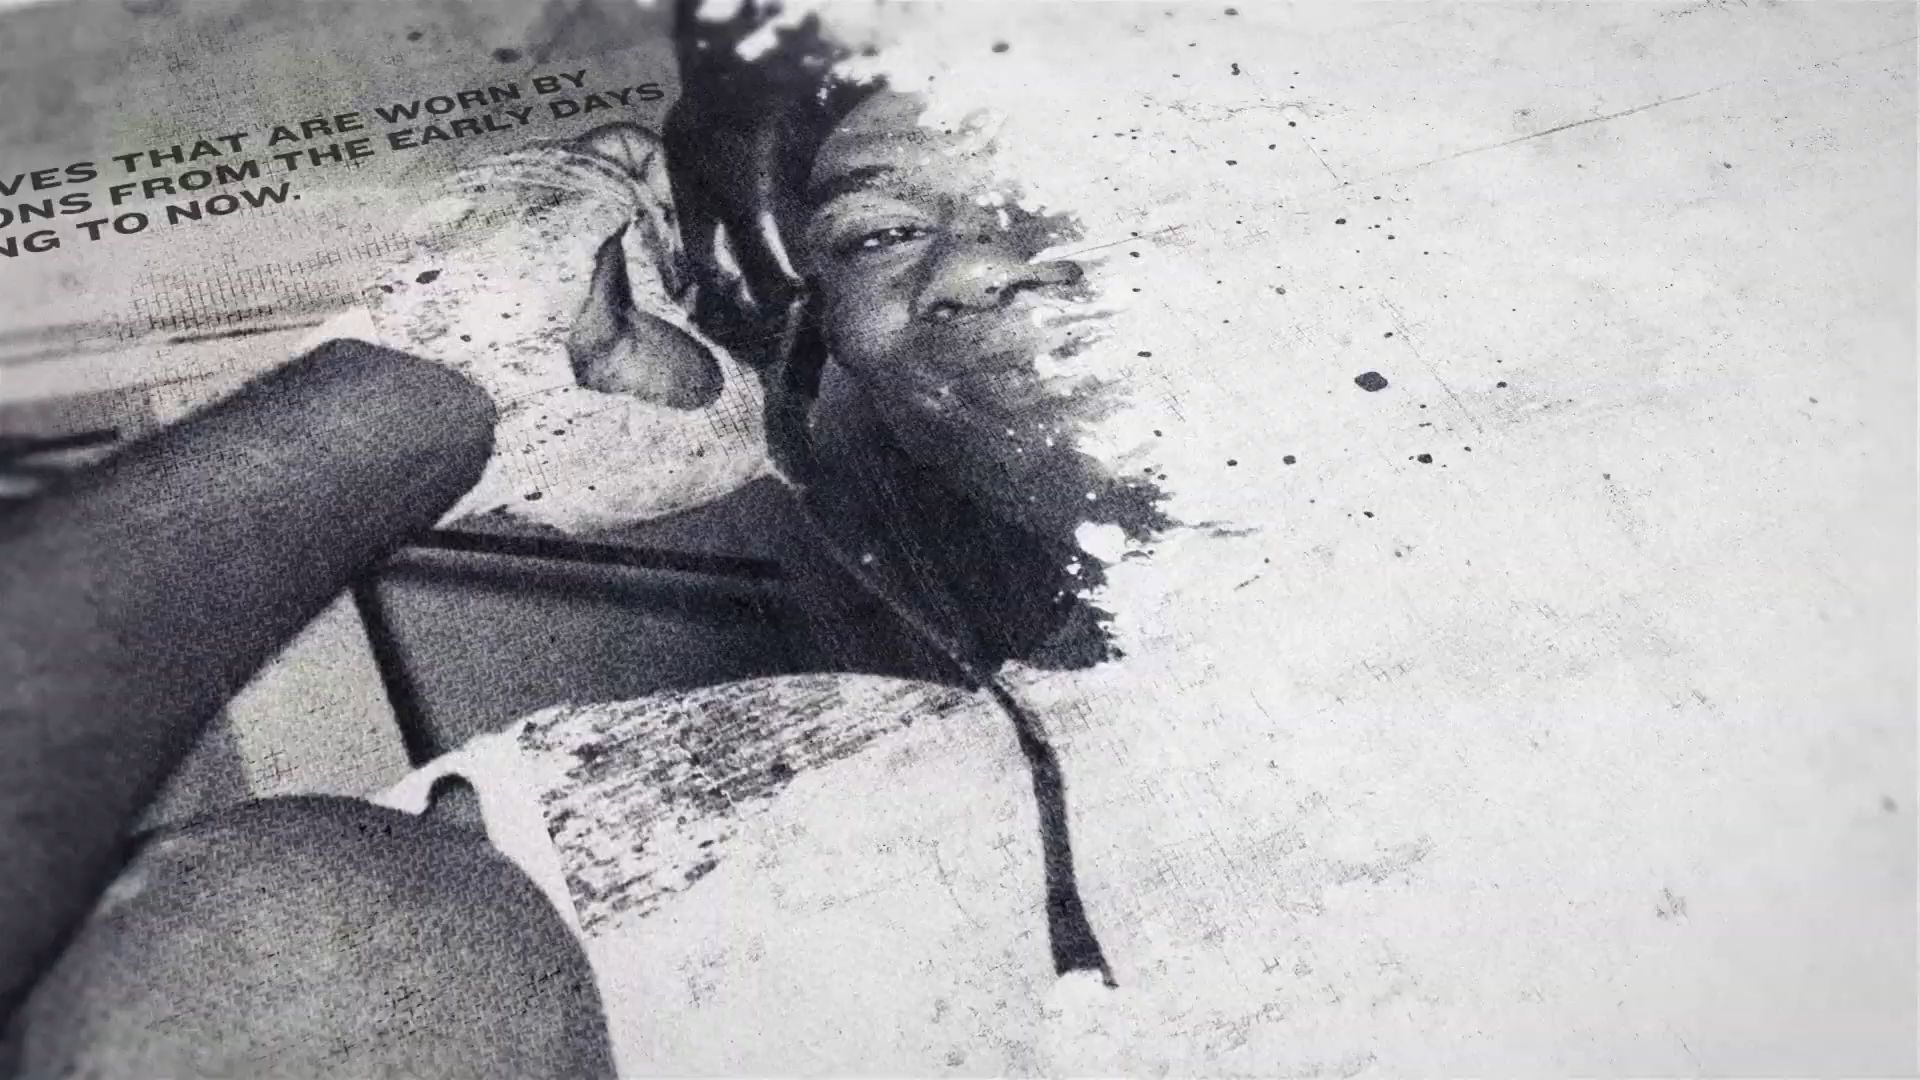 VES THAT ARE WORN BY
ONS FROM THE EARLY DAYS
NG TO NOW.